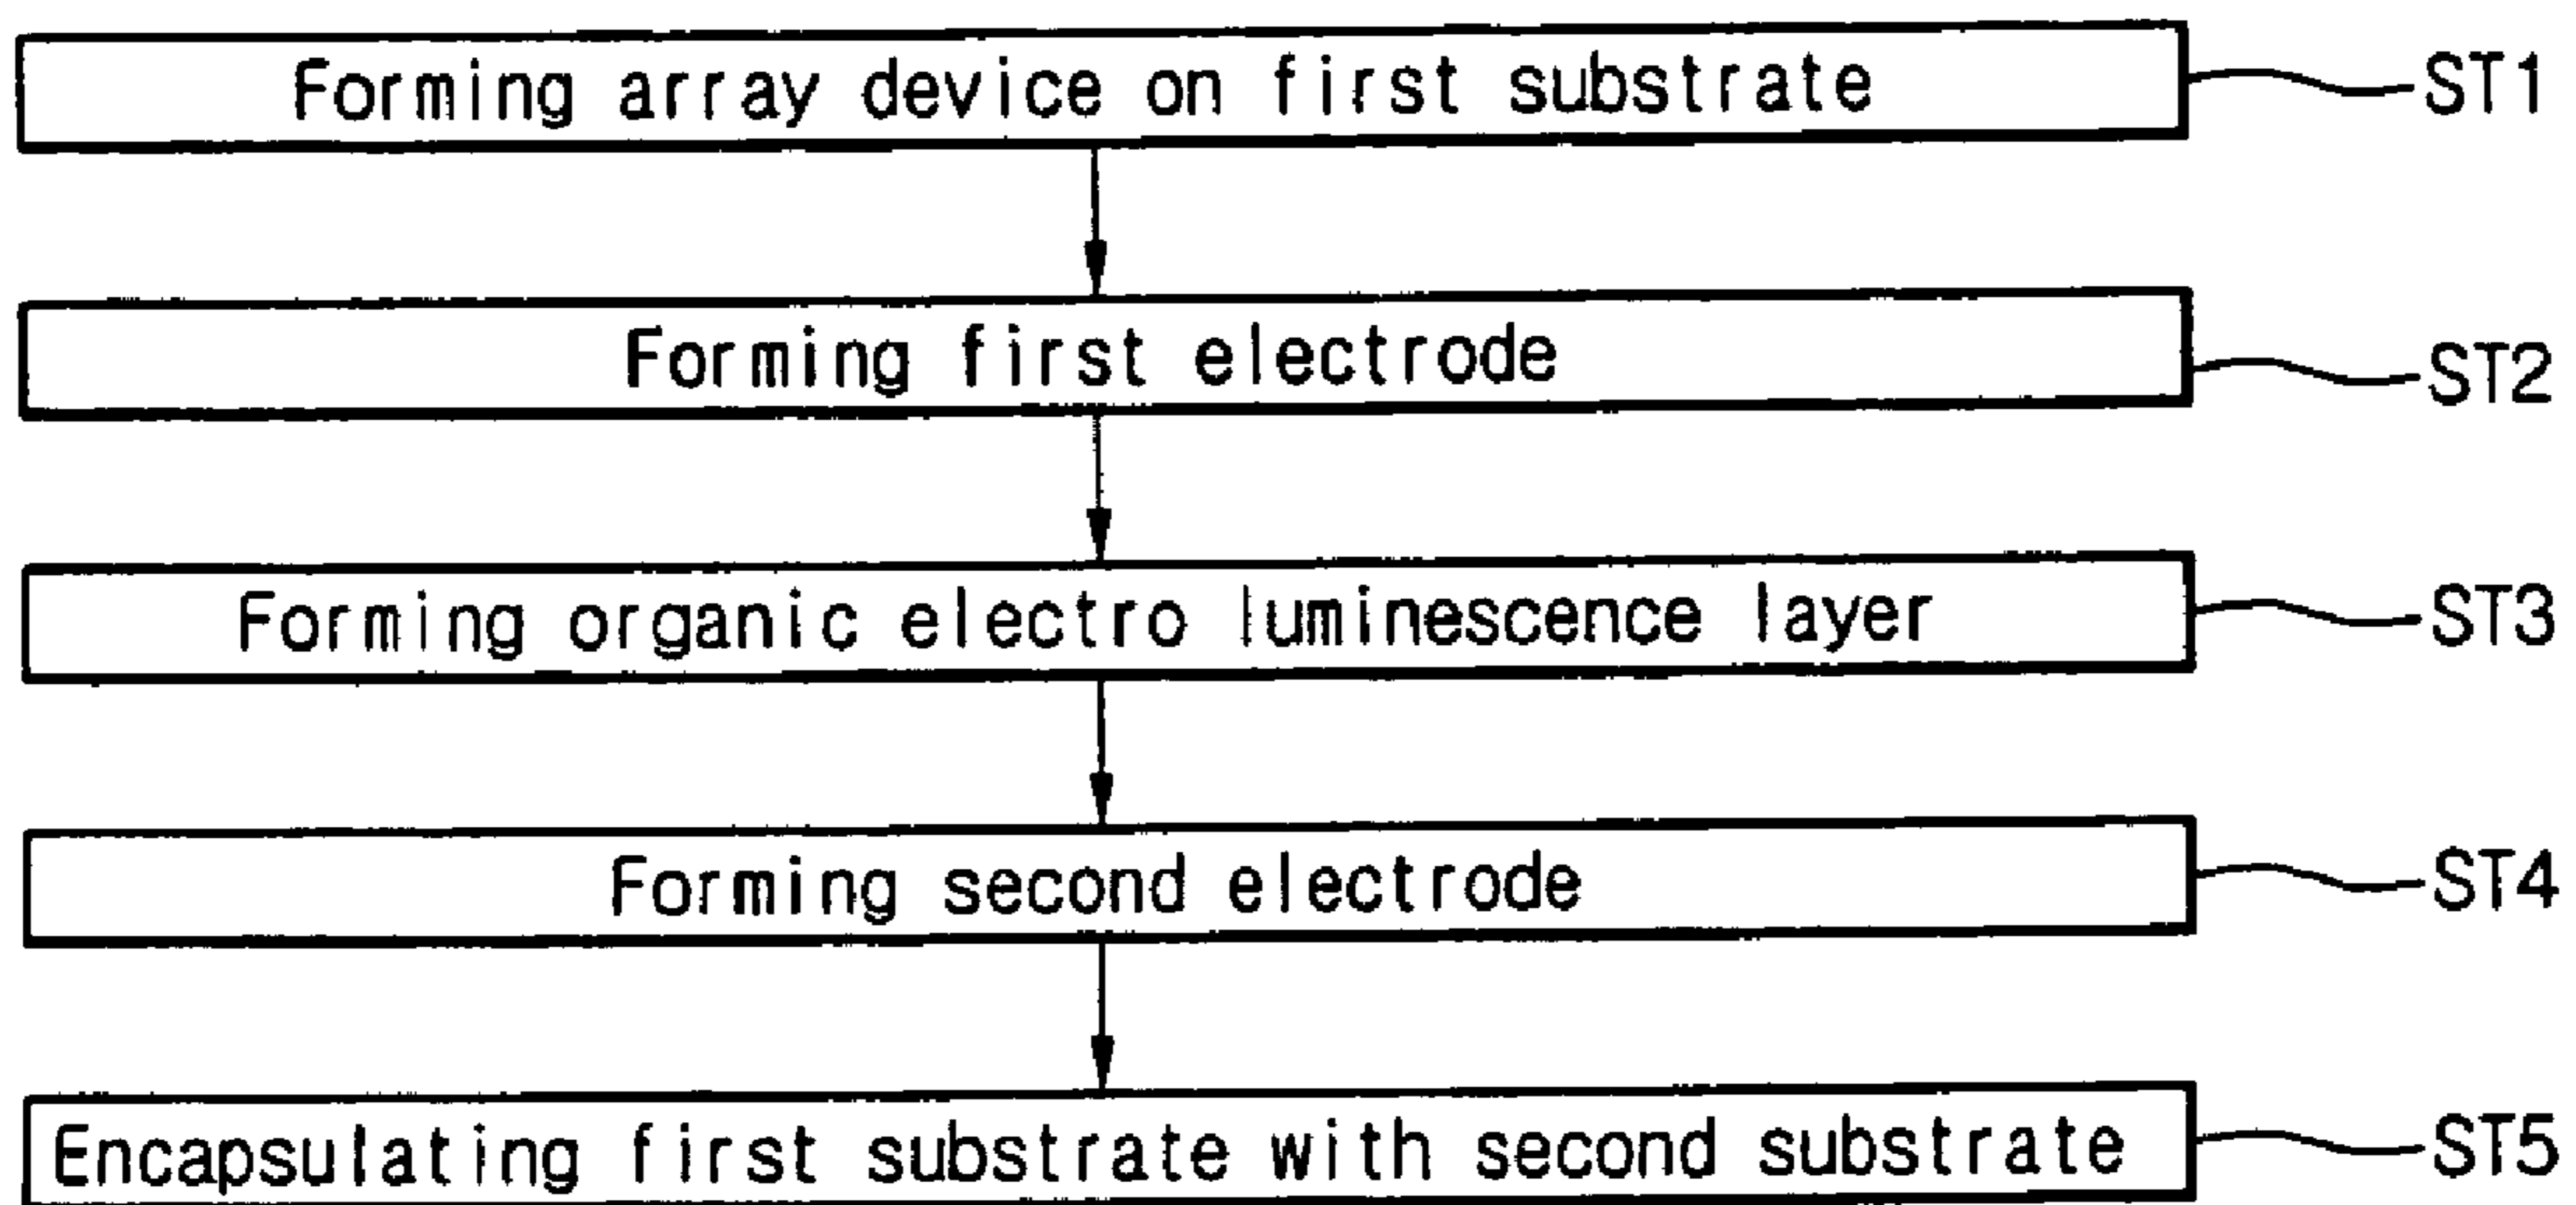 Forming array device on first substrate ST1
Forming first electrode ST2
Forming organic electro luminescence layer ST3
Forming second electrode ST4
Encapsulating first substrate with second substrate ST5